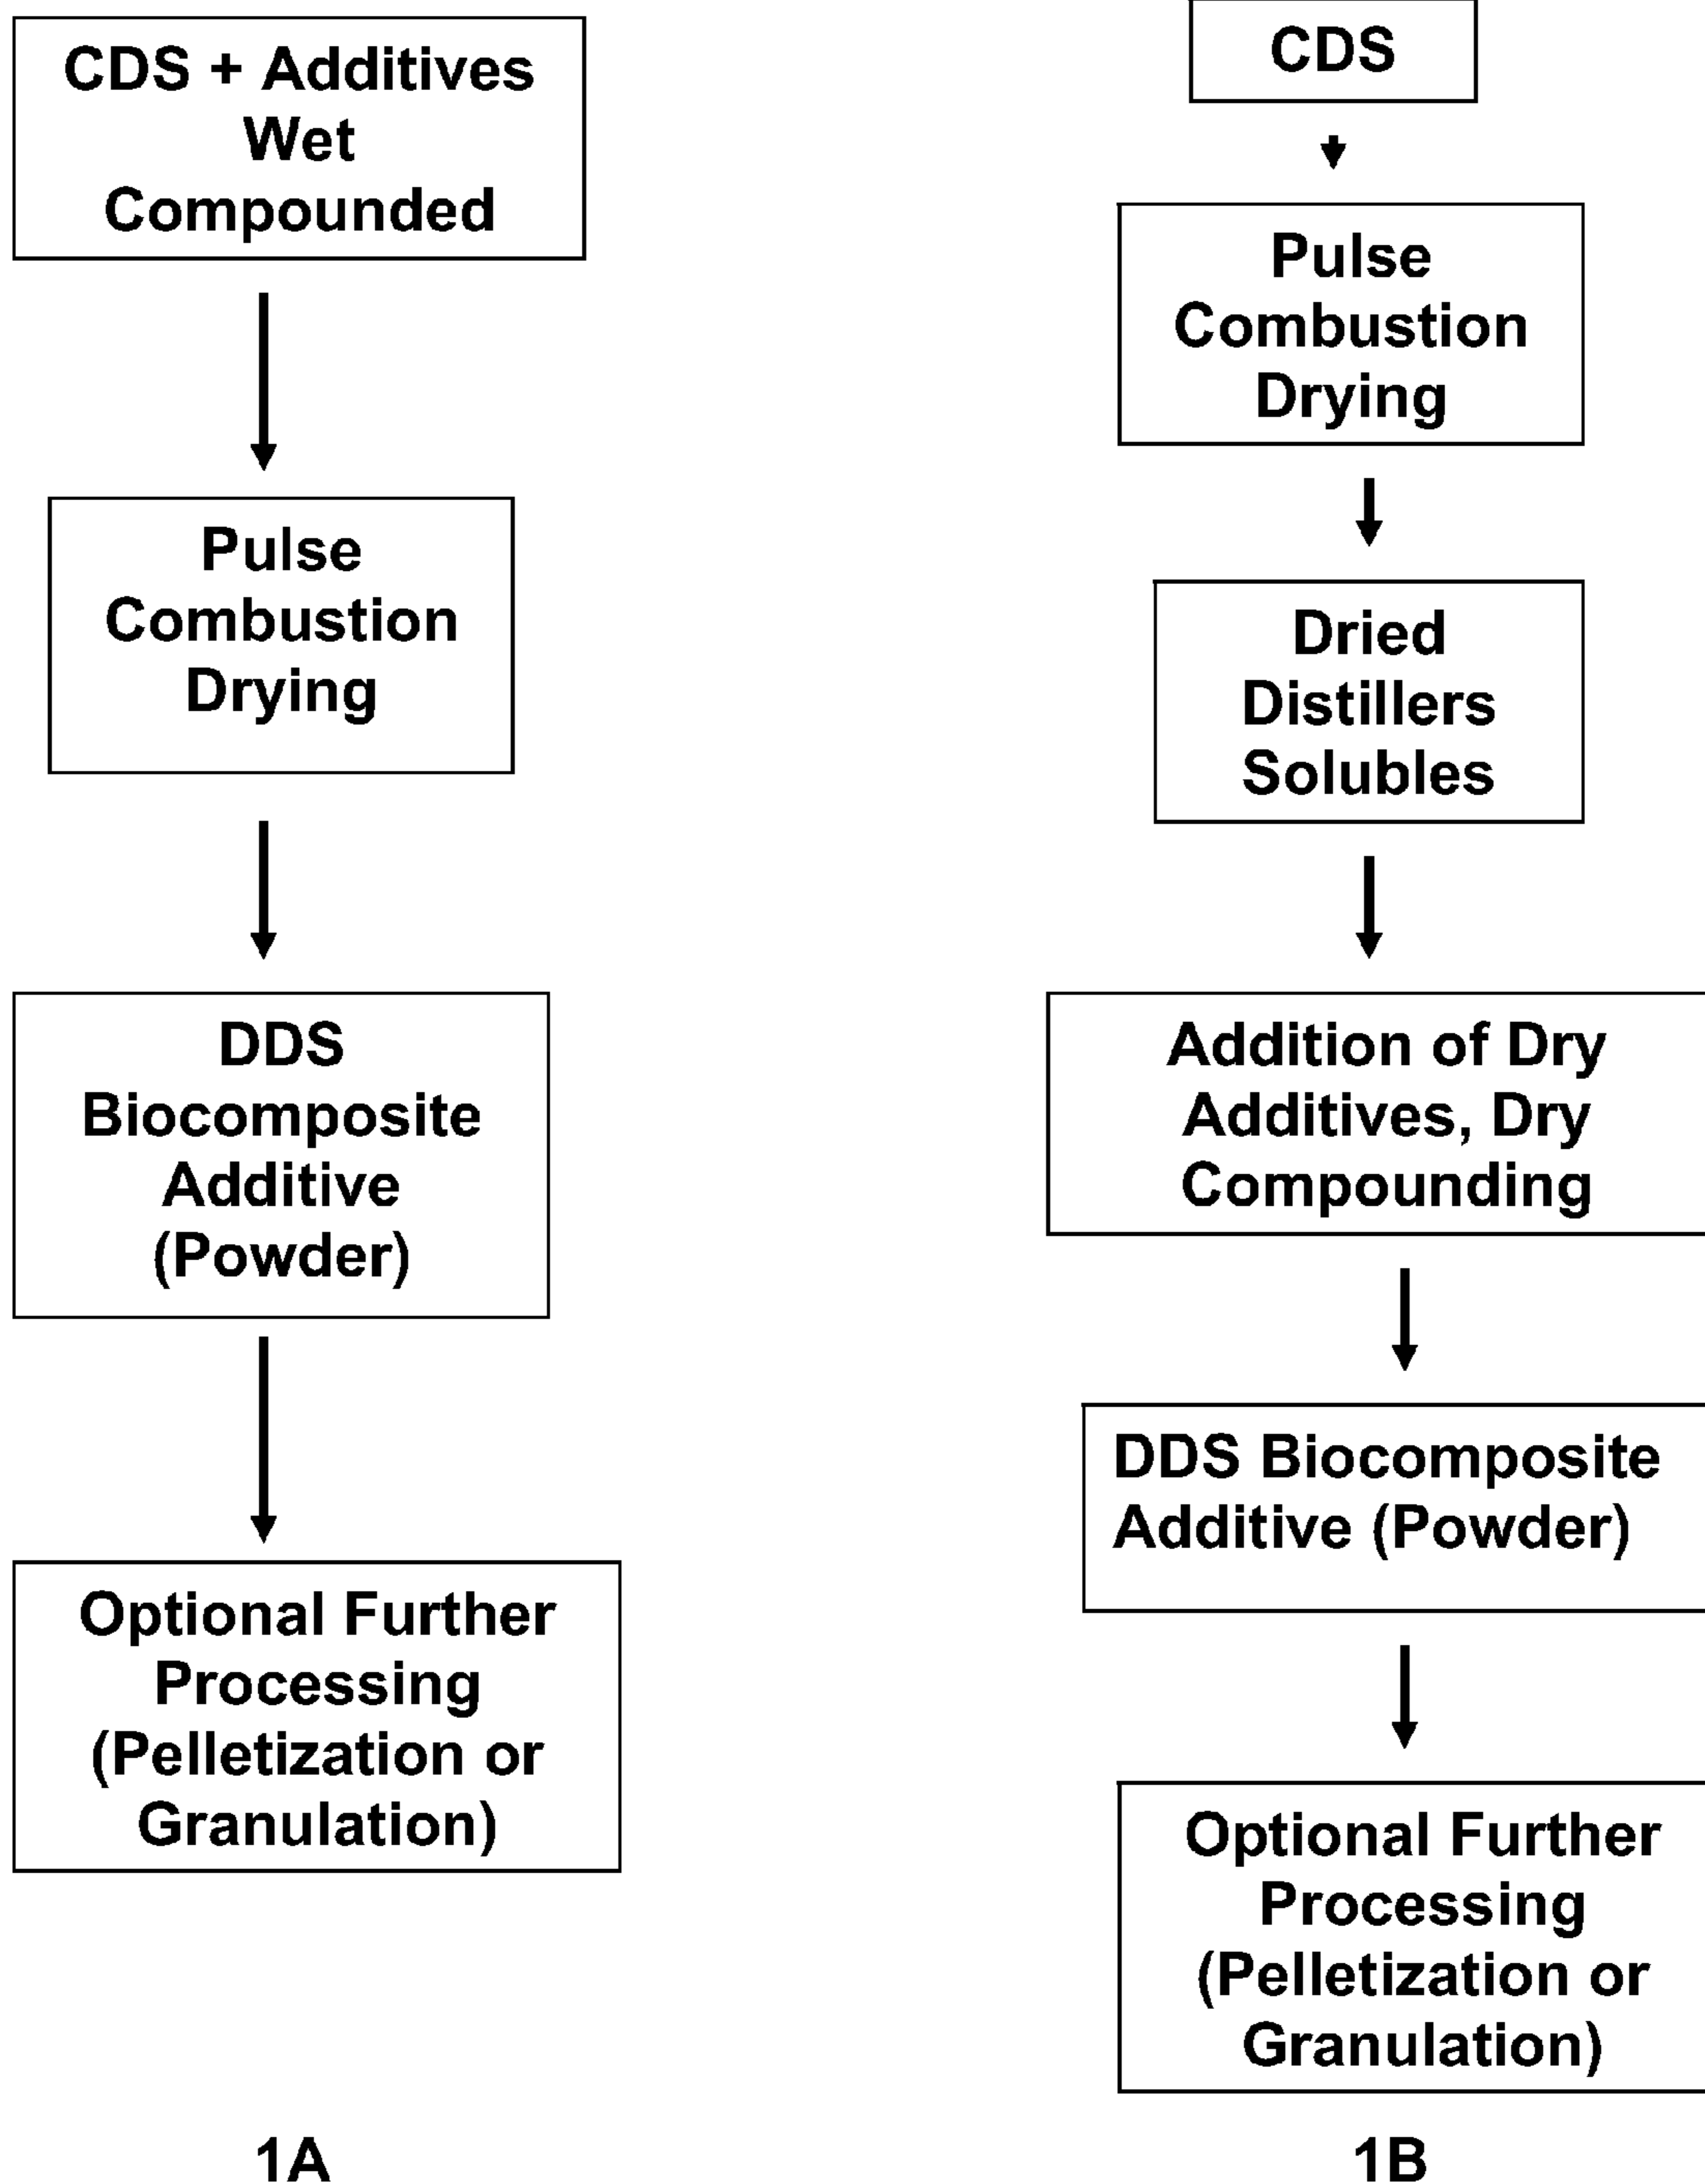 CDS + Additives
Wet
Compounded
Pulse
Combustion
Drying
DDS
Biocomposite
Additive
(Powder)
Optional Further
Processing
(Pelletization or
Granulation)
1A
CDS
Pulse
Combustion
Drying
Dried
Distillers
Solubles
Addition of Dry
Additives, Dry
Compounding
DDS Biocomposite
Additive (Powder)
Optional Further
Processing
(Pelletization or
Granulation)
1B